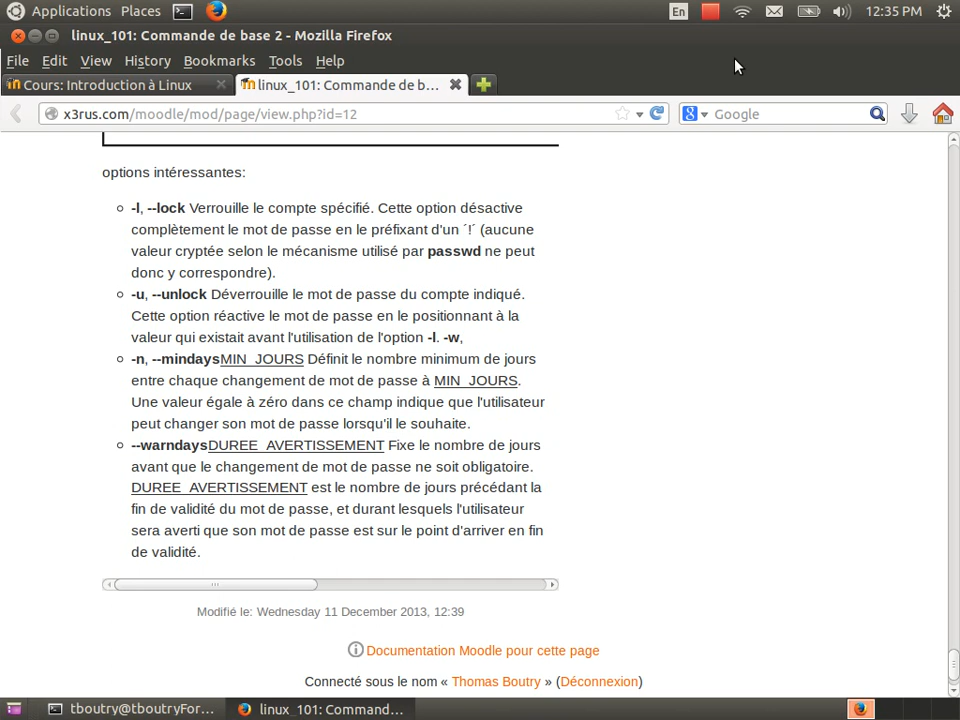 Applications Places En 12:35 PM
linux_101: Commande de base 2 - Mozilla Firefox
File Edit View History Bookmarks Tools Help
Cours: Introduction à Linux linux_101: Commande de b...
x3rus.com/moodle/mod/page/view.php?id=12 Google
options intéressantes:
-l, --lock Verrouille le compte spécifié. Cette option désactive
complètement le mot de passe en le préfixant d'un ´!´ (aucune
valeur cryptée selon le mécanisme utilisé par passwd ne peut
donc y correspondre).
-u, --unlock Déverrouille le mot de passe du compte indiqué.
Cette option réactive le mot de passe en le positionnant à la
valeur qui existait avant l'utilisation de l'option -l. -w,
-n, --mindaysMIN_JOURS Définit le nombre minimum de jours
entre chaque changement de mot de passe à MIN_JOURS.
Une valeur égale à zéro dans ce champ indique que l'utilisateur
peut changer son mot de passe lorsqu'il le souhaite.
--warndaysDUREE_AVERTISSEMENT Fixe le nombre de jours
avant que le changement de mot de passe ne soit obligatoire.
DUREE_AVERTISSEMENT est le nombre de jours précédant la
fin de validité du mot de passe, et durant lesquels l'utilisateur
sera averti que son mot de passe est sur le point d'arriver en fin
de validité.
Modifié le: Wednesday 11 December 2013, 12:39
Documentation Moodle pour cette page
Connecté sous le nom « Thomas Boutry » (Déconnexion)
tboutry@tboutryFor... linux_101: Command...